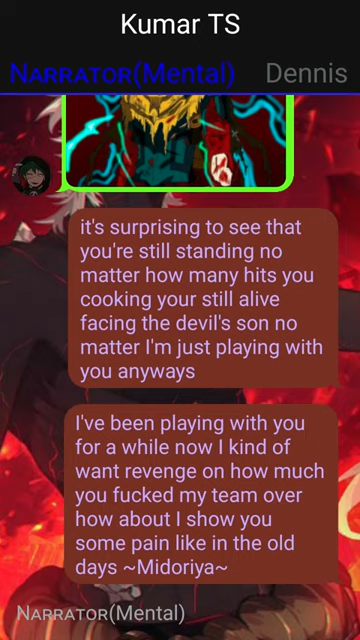 Kumar TS
Narrator(Mental) Dennis
it's surprising to see that
you're still standing no
matter how many hits you
cooking your still alive
facing the devil's son no
matter I'm just playing with
you anyways
I've been playing with you
for a while now I kind of
want revenge on how much
you fucked my team over
how about I show you
some pain like in the old
days ~Midoriya~
Narrator(Mental)